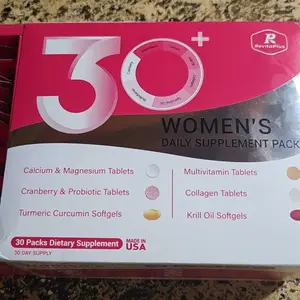 RevitaPlus
30+
WOMEN'S
DAILY SUPPLEMENT PACK
Calcium & Magnesium Tablets
Multivitamin Tablets
Cranberry & Probiotic Tablets
Collagen Tablets
Turmeric Curcumin Softgels
Krill Oil Softgels
30 Packs Dietary Supplement
MADE IN
USA
30 DAY SUPPLY